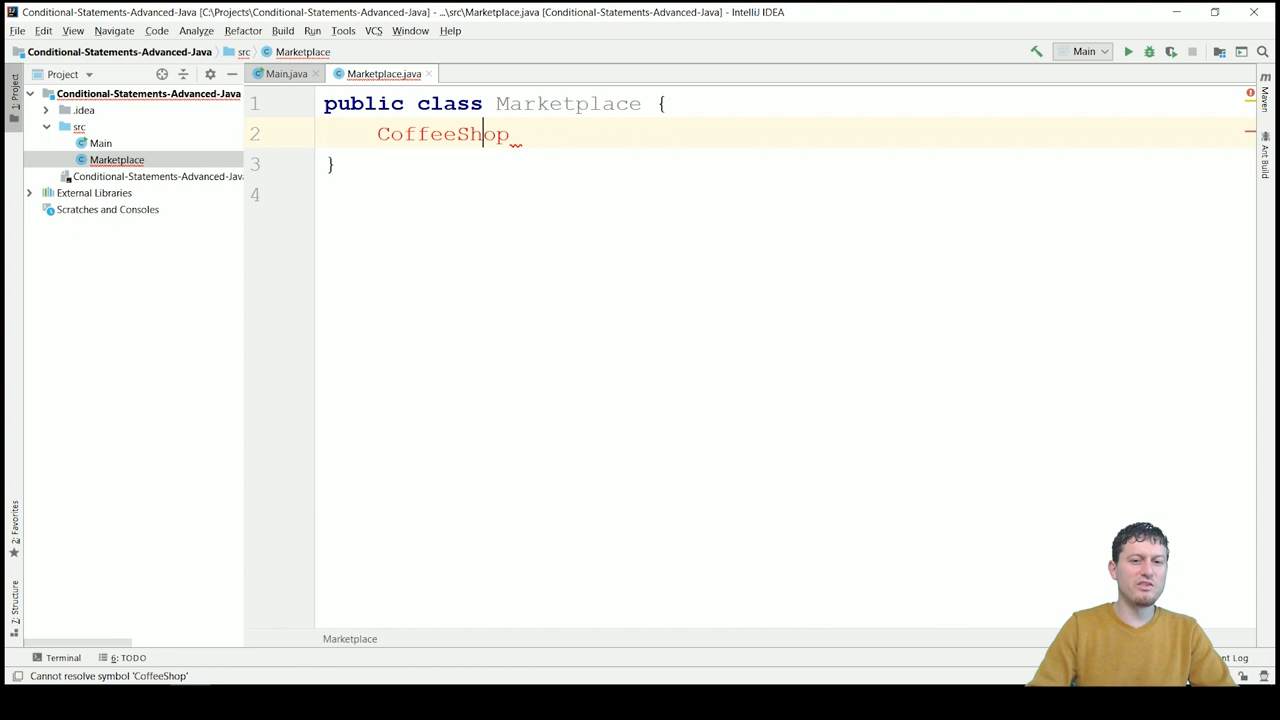 Conditional-Statements-Advanced-Java [C:\Projects\Conditional-Statements-Advanced-Java] - ...\src\Marketplace.java [Conditional-Statements-Advanced-Java] - IntelliJ IDEA
File Edit View Navigate Code Analyze Refactor Build Run Tools VCS Window Help
Conditional-Statements-Advanced-Java src Marketplace Main
Project Main.java Marketplace.java
1: Project
Conditional-Statements-Advanced-Java
.idea
src
Main
Marketplace
Conditional-Statements-Advanced-Jav
External Libraries
Scratches and Consoles
1 public class Marketplace {
2 CoffeeShop
3 }
4
Maven
Ant Build
2: Favorites
Z: Structure
Marketplace
Terminal 6: TODO nt Log
Cannot resolve symbol 'CoffeeShop'